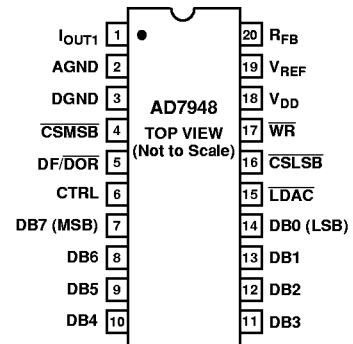 IOUT1 1 20 RFB
AGND 2 19 VREF
DGND 3 AD7948 18 VDD
CSMSB 4 TOP VIEW 17 WR
DF/DOR 5 (Not to Scale) 16 CSLSB
CTRL 6 15 LDAC
DB7 (MSB) 7 14 DB0 (LSB)
DB6 8 13 DB1
DB5 9 12 DB2
DB4 10 11 DB3